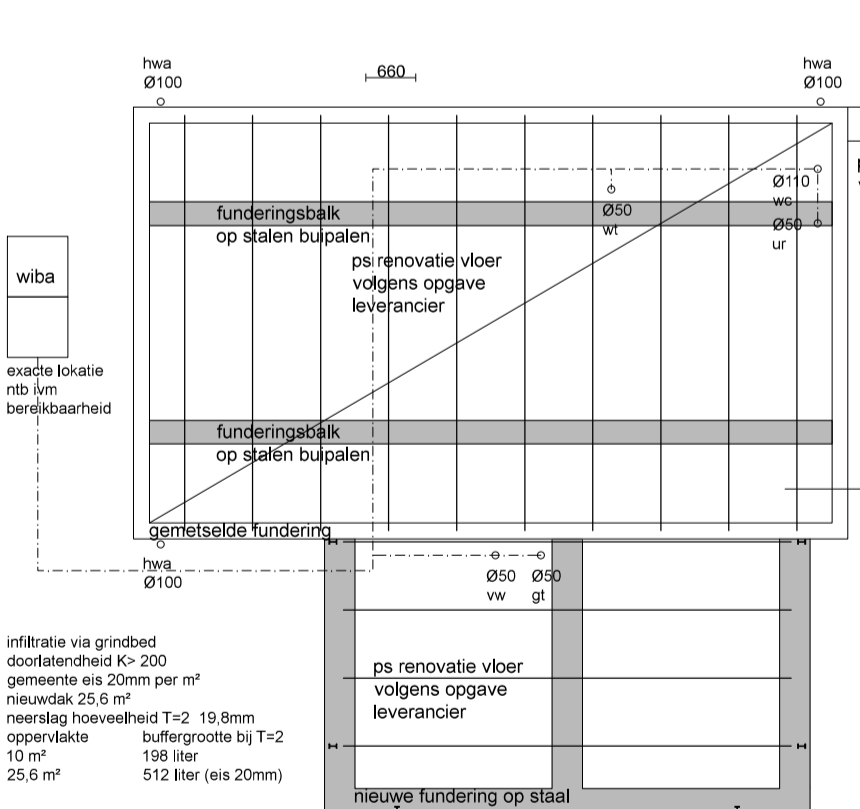 hwa
Ø100
660
hwa
Ø100
Ø110
wc
Ø50
ur
Ø50
wt
funderingsbalk
op stalen buipalen
ps renovatie vloer
volgens opgave
leverancier
wiba
exacte lokatie
ntb ivm
bereikbaarheid
funderingsbalk
op stalen buipalen
gemetselde fundering
hwa
Ø100
Ø50
vw
Ø50
gt
infiltratie via grindbed
doorlatendheid K> 200
gemeente eis 20mm per m²
nieuwdak 25,6 m²
neerslag hoeveelheid T=2 19,8mm
oppervlakte buffergrootte bij T=2
10 m² 198 liter
25,6 m² 512 liter (eis 20mm)
ps renovatie vloer
volgens opgave
leverancier
nieuwe fundering op staal